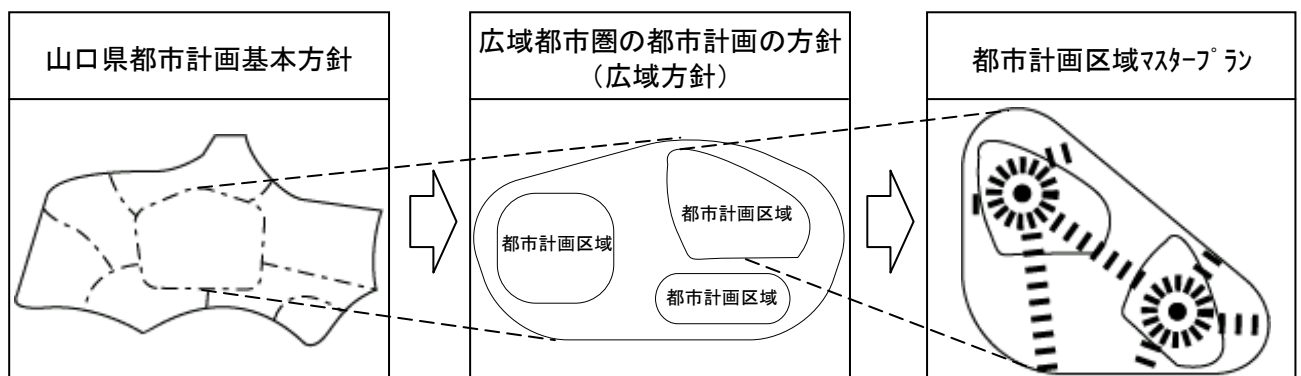 山口県都市計画基本方針
広域都市圏の都市計画の方針
（広域方針）
都市計画区域ﾏｽﾀｰﾌﾟﾗﾝ
都市計画区域
都市計画区域
都市計画区域